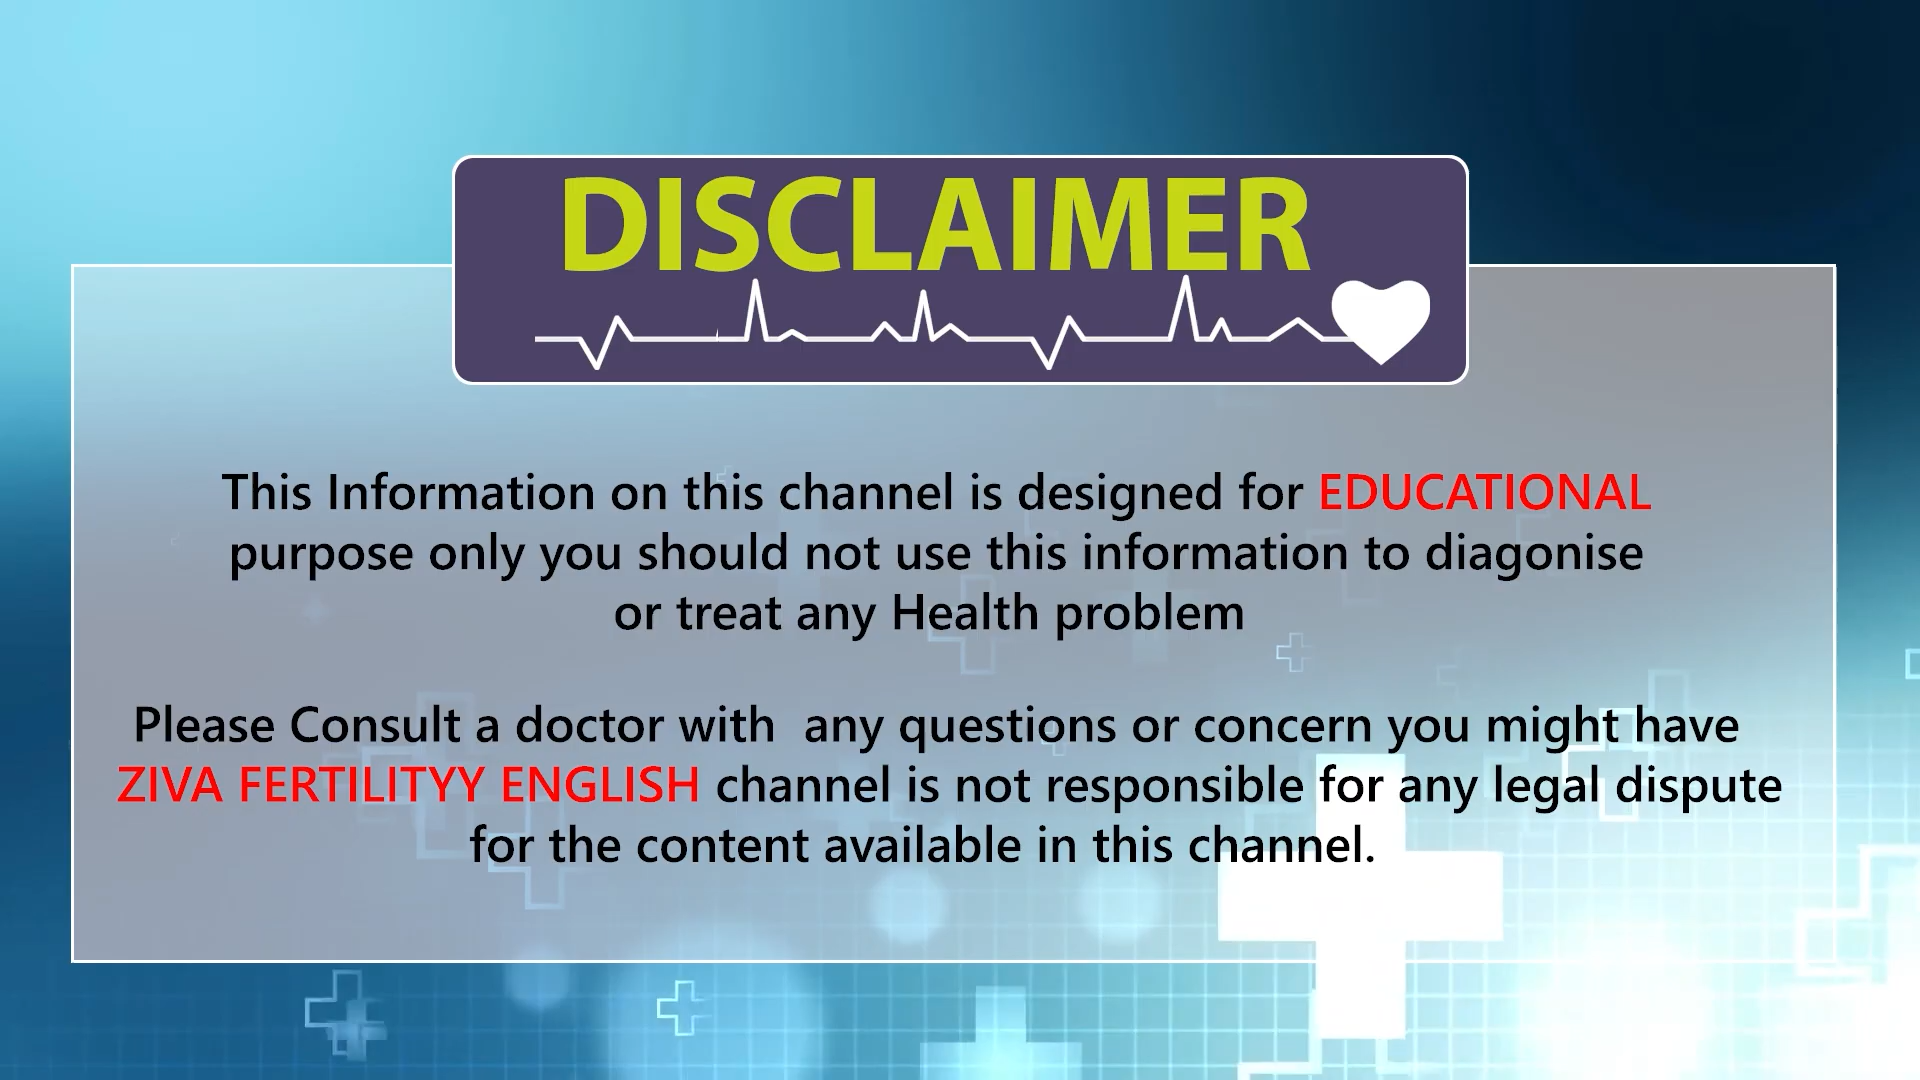 DISCLAIMER
This Information on this channel is designed for EDUCATIONAL
purpose only you should not use this information to diagonise
or treat any Health problem
Please Consult a doctor with  any questions or concern you might have
ZIVA FERTILITYY ENGLISH channel is not responsible for any legal dispute
for the content available in this channel.